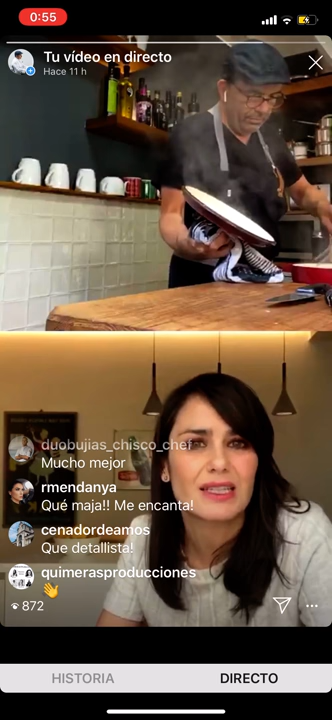 0:55
Tu vídeo en directo
Hace 11 h
duobujias_chisco_chef
Mucho mejor
rmendanya
Qué maja!! Me encanta!
cenadordeamos
Que detallista!
quimerasproducciones
👋
872
HISTORIA
DIRECTO